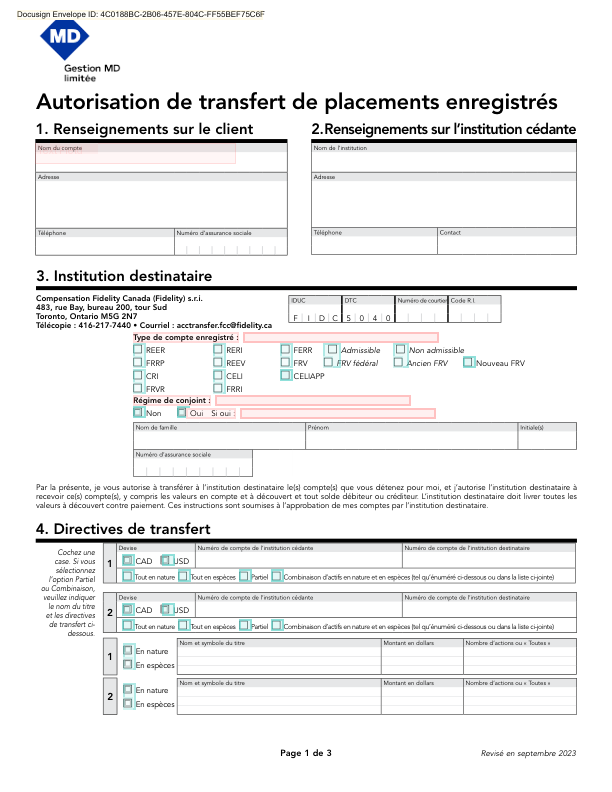 Docusign Envelope ID: 4C0188BC-2B06-457E-804C-FF55BEF75C6F
MD
Gestion MD
limitée
Autorisation de transfert de placements enregistrés
1. Renseignements sur le client
2. Renseignements sur l'institution cédante
Nom du compte
Nom de l'institution
Adresse
Adresse
Téléphone
Numéro d'assurance sociale
Téléphone
Contact
3. Institution destinataire
Compensation Fidelity Canada (Fidelity) s.r.i.
483, rue Bay, bureau 200, tour Sud
Toronto, Ontario M5G 2N7
Télécopie : 416-217-7440 • Courriel : acctransfer.fcc@fidelity.ca
IDUC
DTC
Numéro de courtier
Code R.I.
F I D C 5 0 4 0
Type de compte enregistré :
REER RERI FERR Admissible Non admissible
FRRP REEV FRV FRV fédéral Ancien FRV Nouveau FRV
CRI CELI CELIAPP
FRVR FRRI
Régime de conjoint :
Non Oui Si oui :
Nom de famille
Prénom
Initiale(s)
Numéro d'assurance sociale
Par la présente, je vous autorise à transférer à l'institution destinataire le(s) compte(s) que vous détenez pour moi, et j'autorise l'institution destinataire à
recevoir ce(s) compte(s), y compris les valeurs en compte et à découvert et tout solde débiteur ou créditeur. L'institution destinataire doit livrer toutes les
valeurs à découvert contre paiement. Ces instructions sont soumises à l'approbation de mes comptes par l'institution destinataire.
4. Directives de transfert
Cochez une
case. Si vous
sélectionnez
l'option Partiel
ou Combinaison,
veuillez indiquer
le nom du titre
et les directives
de transfert ci-
dessous.
1
Devise
Numéro de compte de l'institution cédante
Numéro de compte de l'institution destinataire
CAD USD
Tout en nature Tout en espèces Partiel Combinaison d'actifs en nature et en espèces (tel qu'énuméré ci-dessous ou dans la liste ci-jointe)
2
Devise
Numéro de compte de l'institution cédante
Numéro de compte de l'institution destinataire
CAD USD
Tout en nature Tout en espèces Partiel Combinaison d'actifs en nature et en espèces (tel qu'énuméré ci-dessous ou dans la liste ci-jointe)
1
En nature
En espèces
Nom et symbole du titre
Montant en dollars
Nombre d'actions ou « Toutes »
2
En nature
En espèces
Nom et symbole du titre
Montant en dollars
Nombre d'actions ou « Toutes »
Page 1 de 3
Revisé en septembre 2023